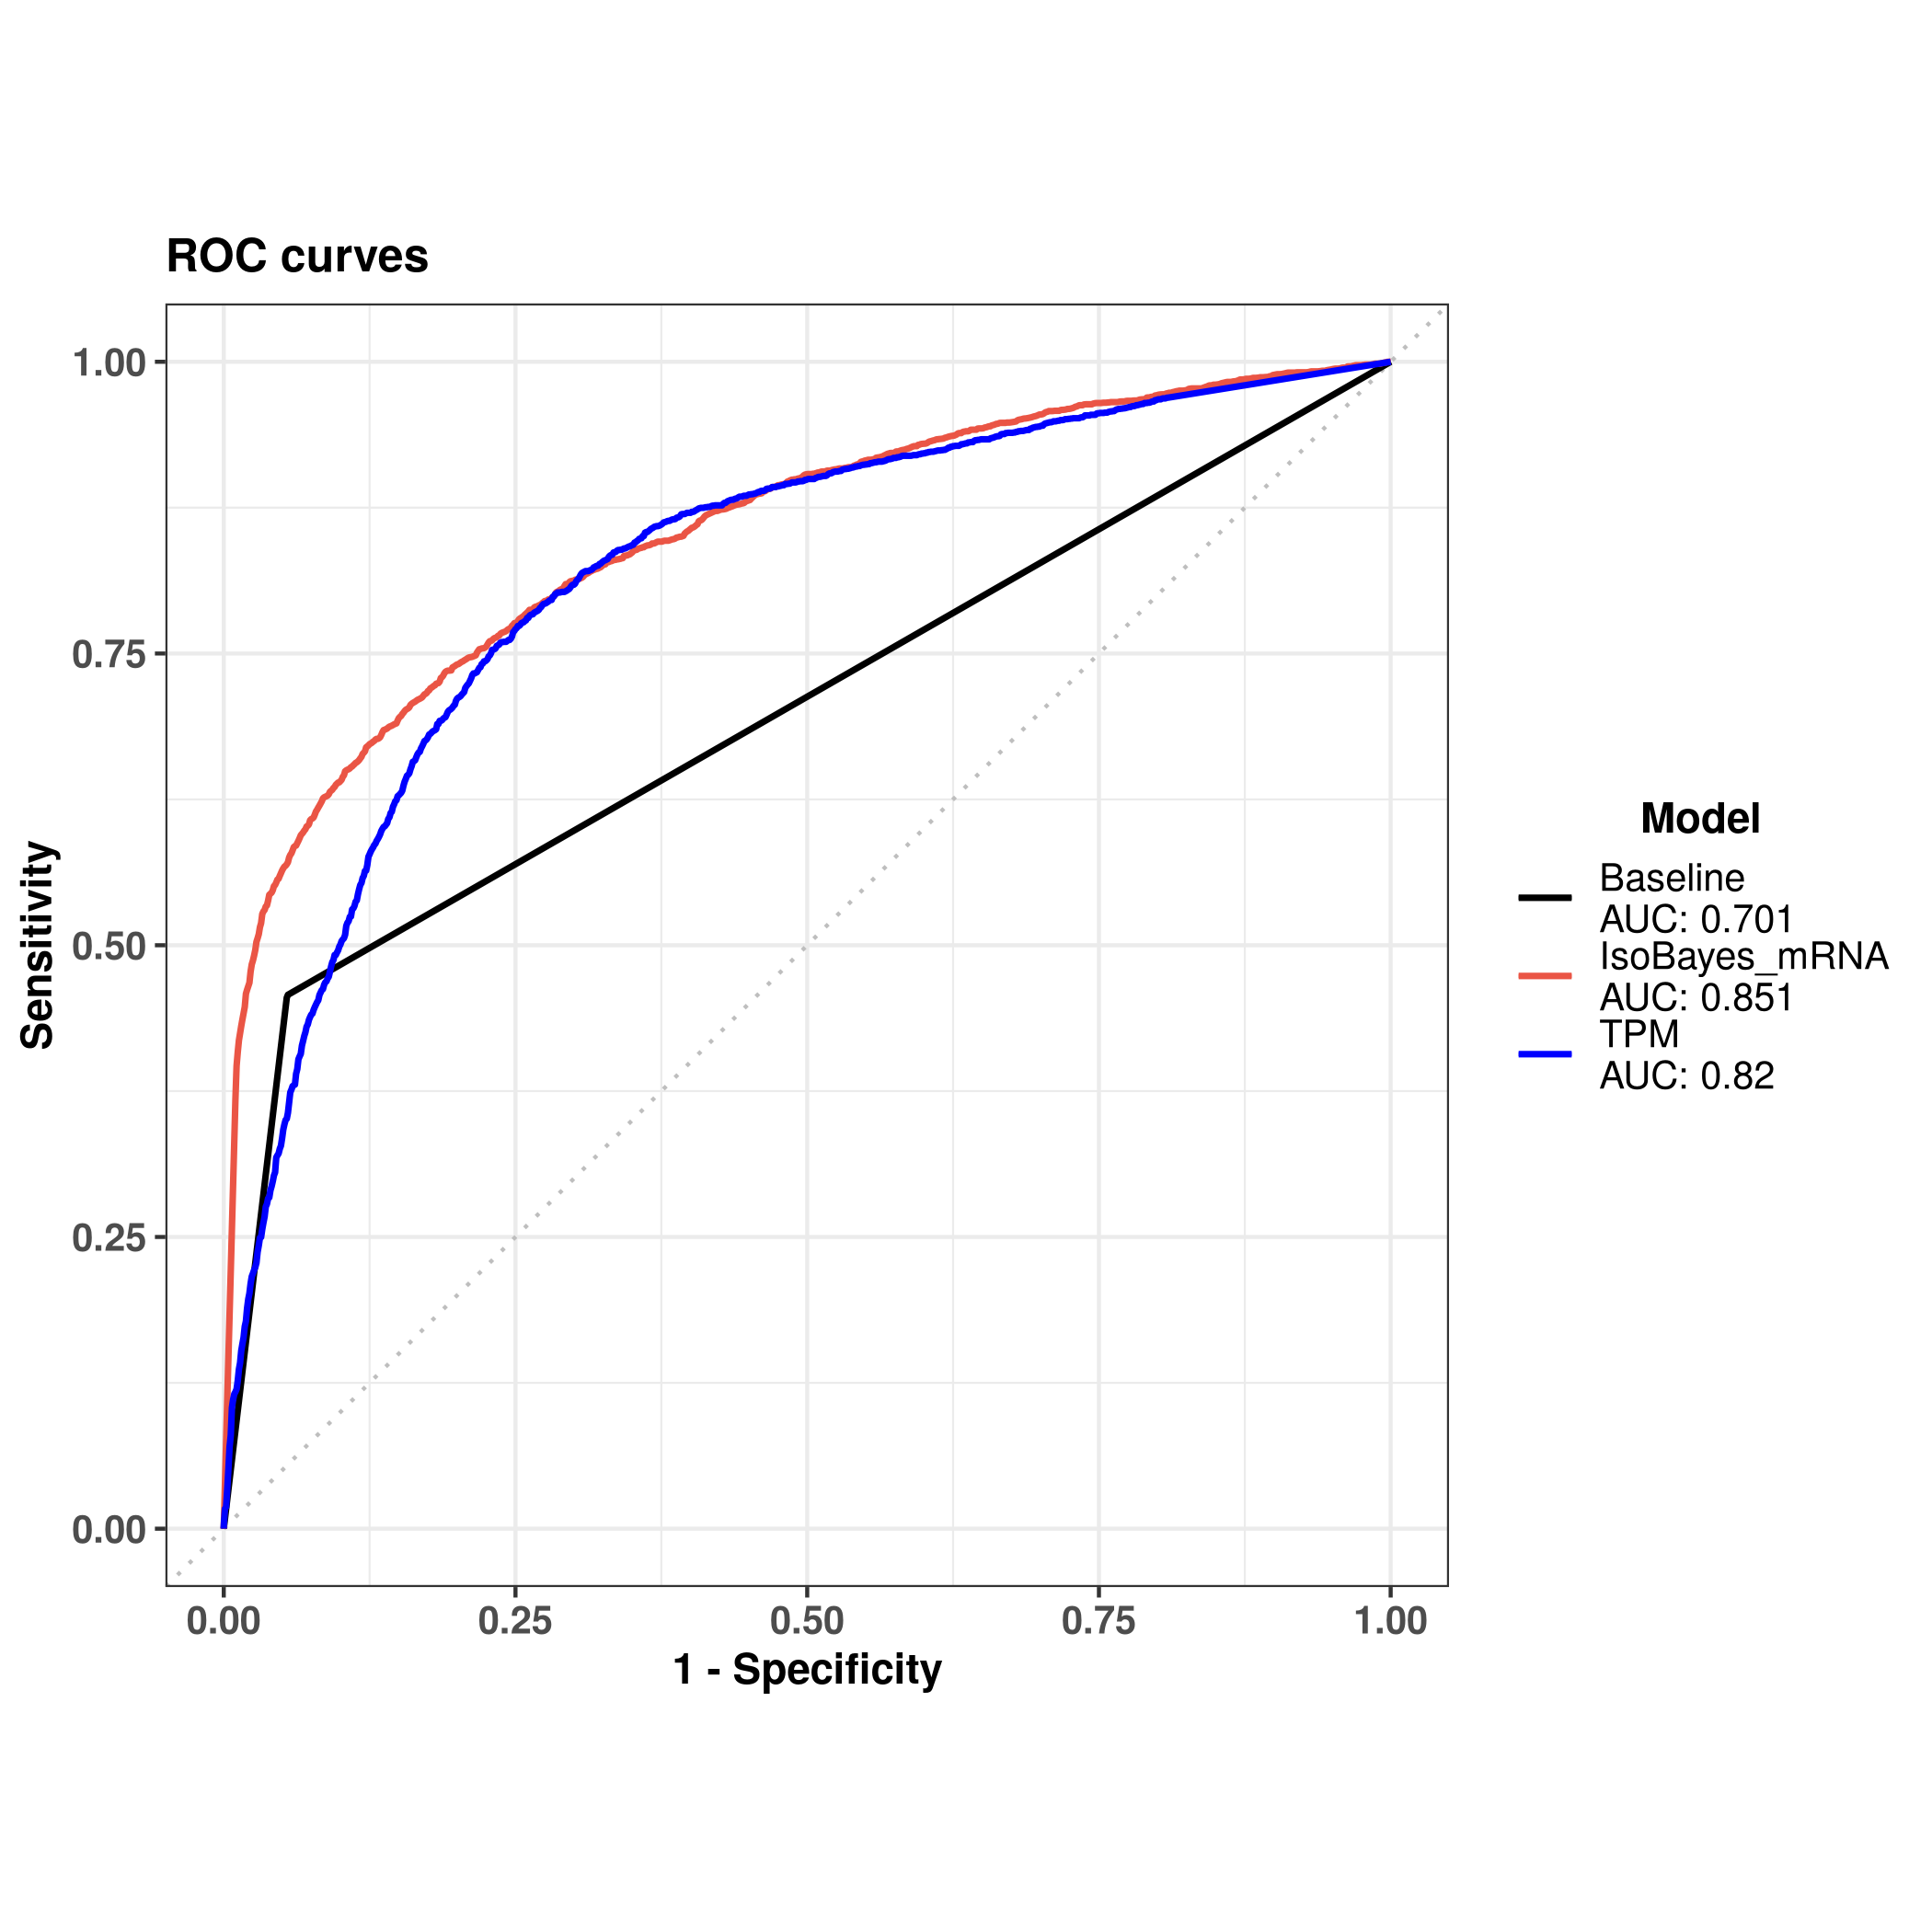 ROC curves
1.00
0.75
0.50
0.25
0.00
Sensitivity
0.00 0.25 0.50 0.75 1.00
1 - Specificity
Model
Baseline
AUC: 0.701
IsoBayes_mRNA
AUC: 0.851
TPM
AUC: 0.82